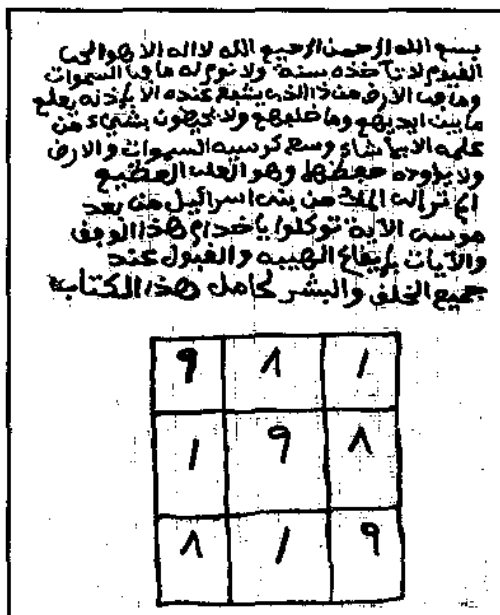 بسم الله الرحمن الرحيم الله لا اله الا هو الحي
القيوم لا تأخذه سنة ولا نوم له ما في السموات
وما في الارض من ذا الذي يشفع عنده الا بإذنه يعلم
ما بين ايديهم وما خلفهم ولا يحيطون بشيء من
علمه الا بما شاء وسع كرسيه السموات والارض
ولا يؤوده حفظهما وهو العلي العظيم
الم تر الى الملإ من بني اسرائيل من بعد
موسى الآية توكلوا يا خدام هذا الوفق
والآيات بإيقاع الهيبه والقبول عند
جميع الخلق والبشر لحامل هذا الكتاب
٩ ٨ ١
١ ٩ ٨
٨ ١ ٩